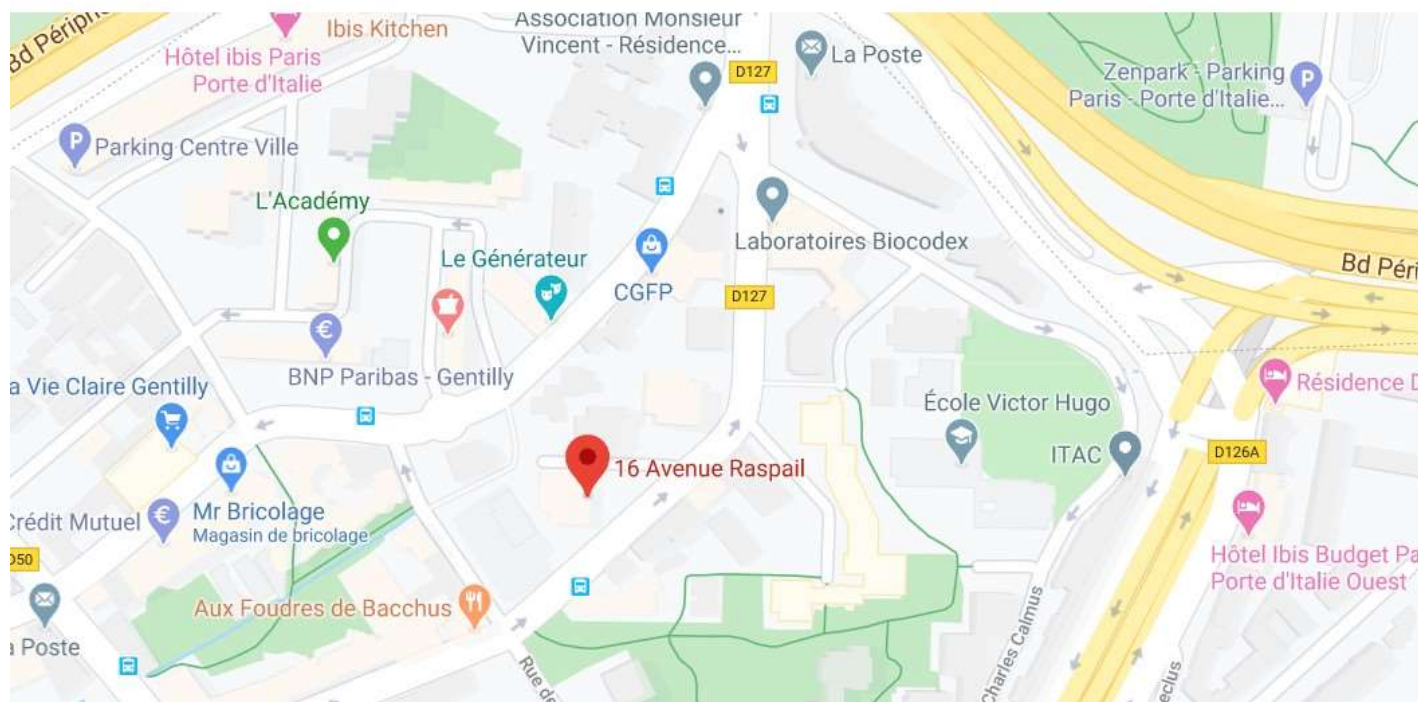 Bd Périph
Ibis Kitchen
Hôtel ibis Paris
Porte d'Italie
Association Monsieur
Vincent - Résidence...
D127
La Poste
Zenpark - Parking
Paris - Porte d'Italie...
P
P
Parking Centre Ville
L'Académy
Le Générateur
CGFP
Laboratoires Biocodex
D127
Bd Péri
€
BNP Paribas - Gentilly
a Vie Claire Gentilly
École Victor Hugo
Résidence D
ITAC
D126A
16 Avenue Raspail
Mr Bricolage
Magasin de bricolage
Crédit Mutuel
€
D50
Hôtel Ibis Budget Pa
Porte d'Italie Ouest
Aux Foudres de Bacchus
a Poste
Rue de
Charles Calmus
eclus